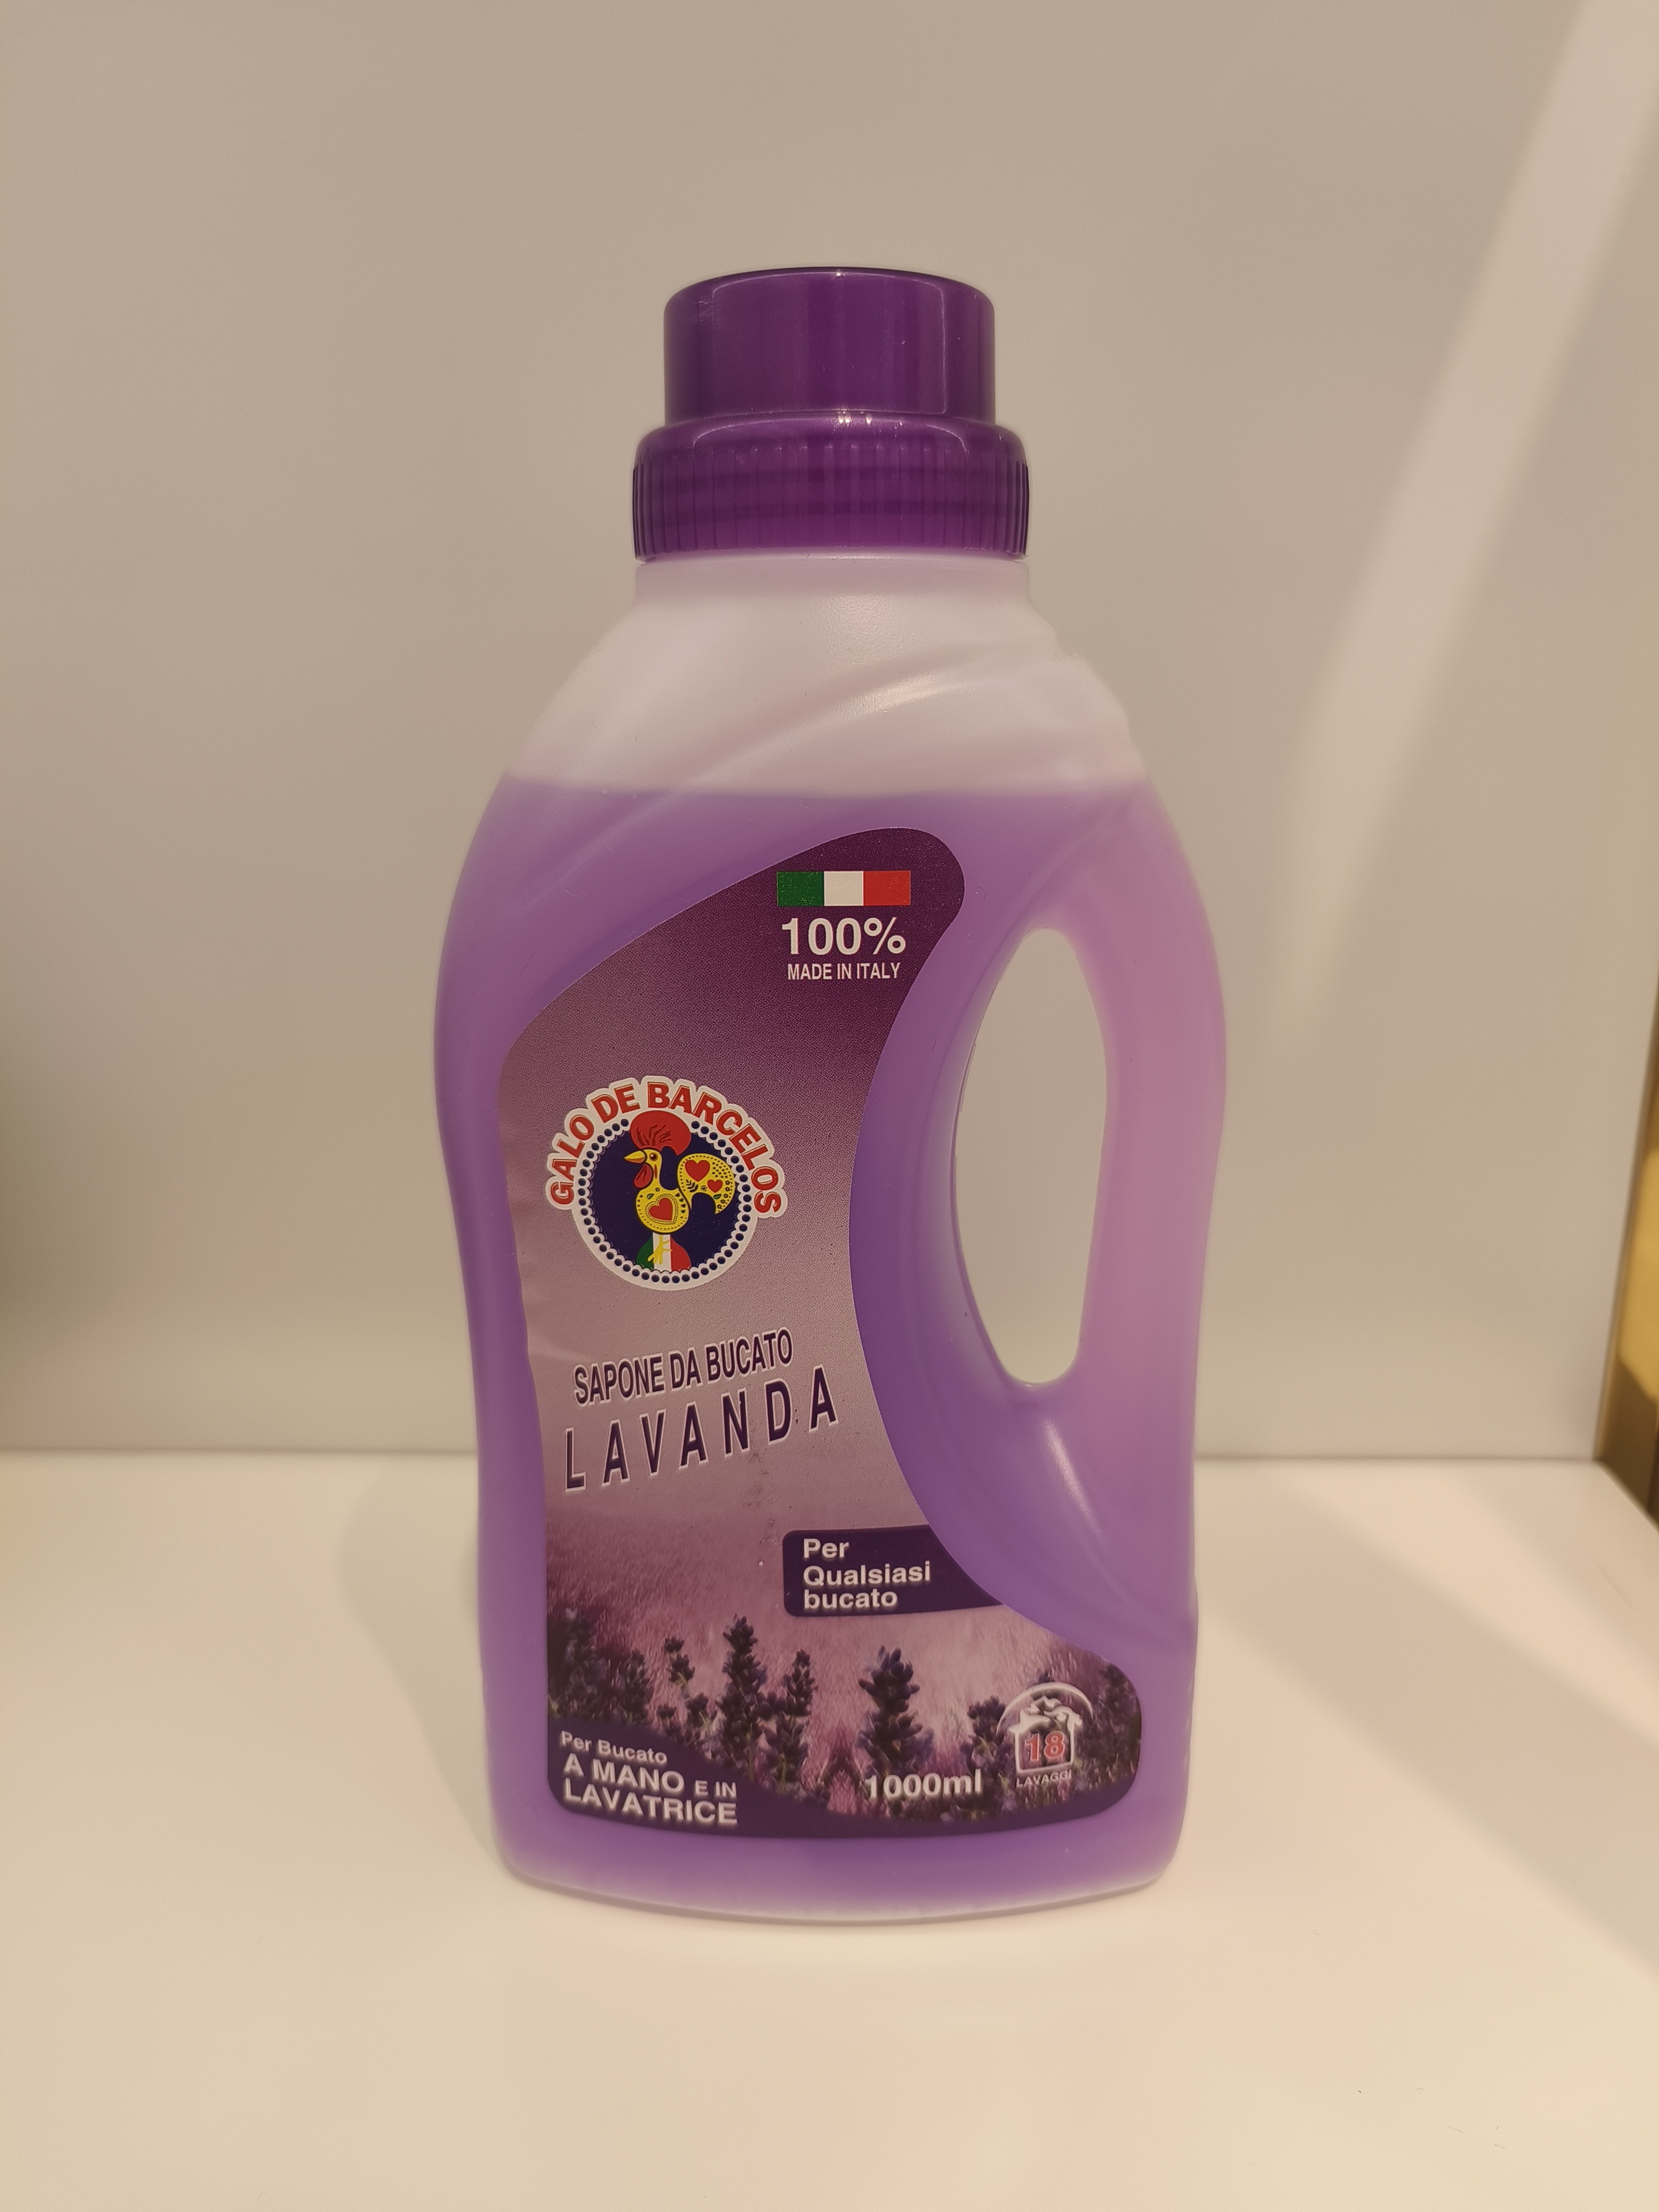 100%
MADE IN ITALY
GALO DE BARCELOS
SAPONE DA BUCATO
LAVANDA
Per
Qualsiasi
bucato
Per Bucato
A MANO E IN
LAVATRICE
1000ml
18
LAVAGGI